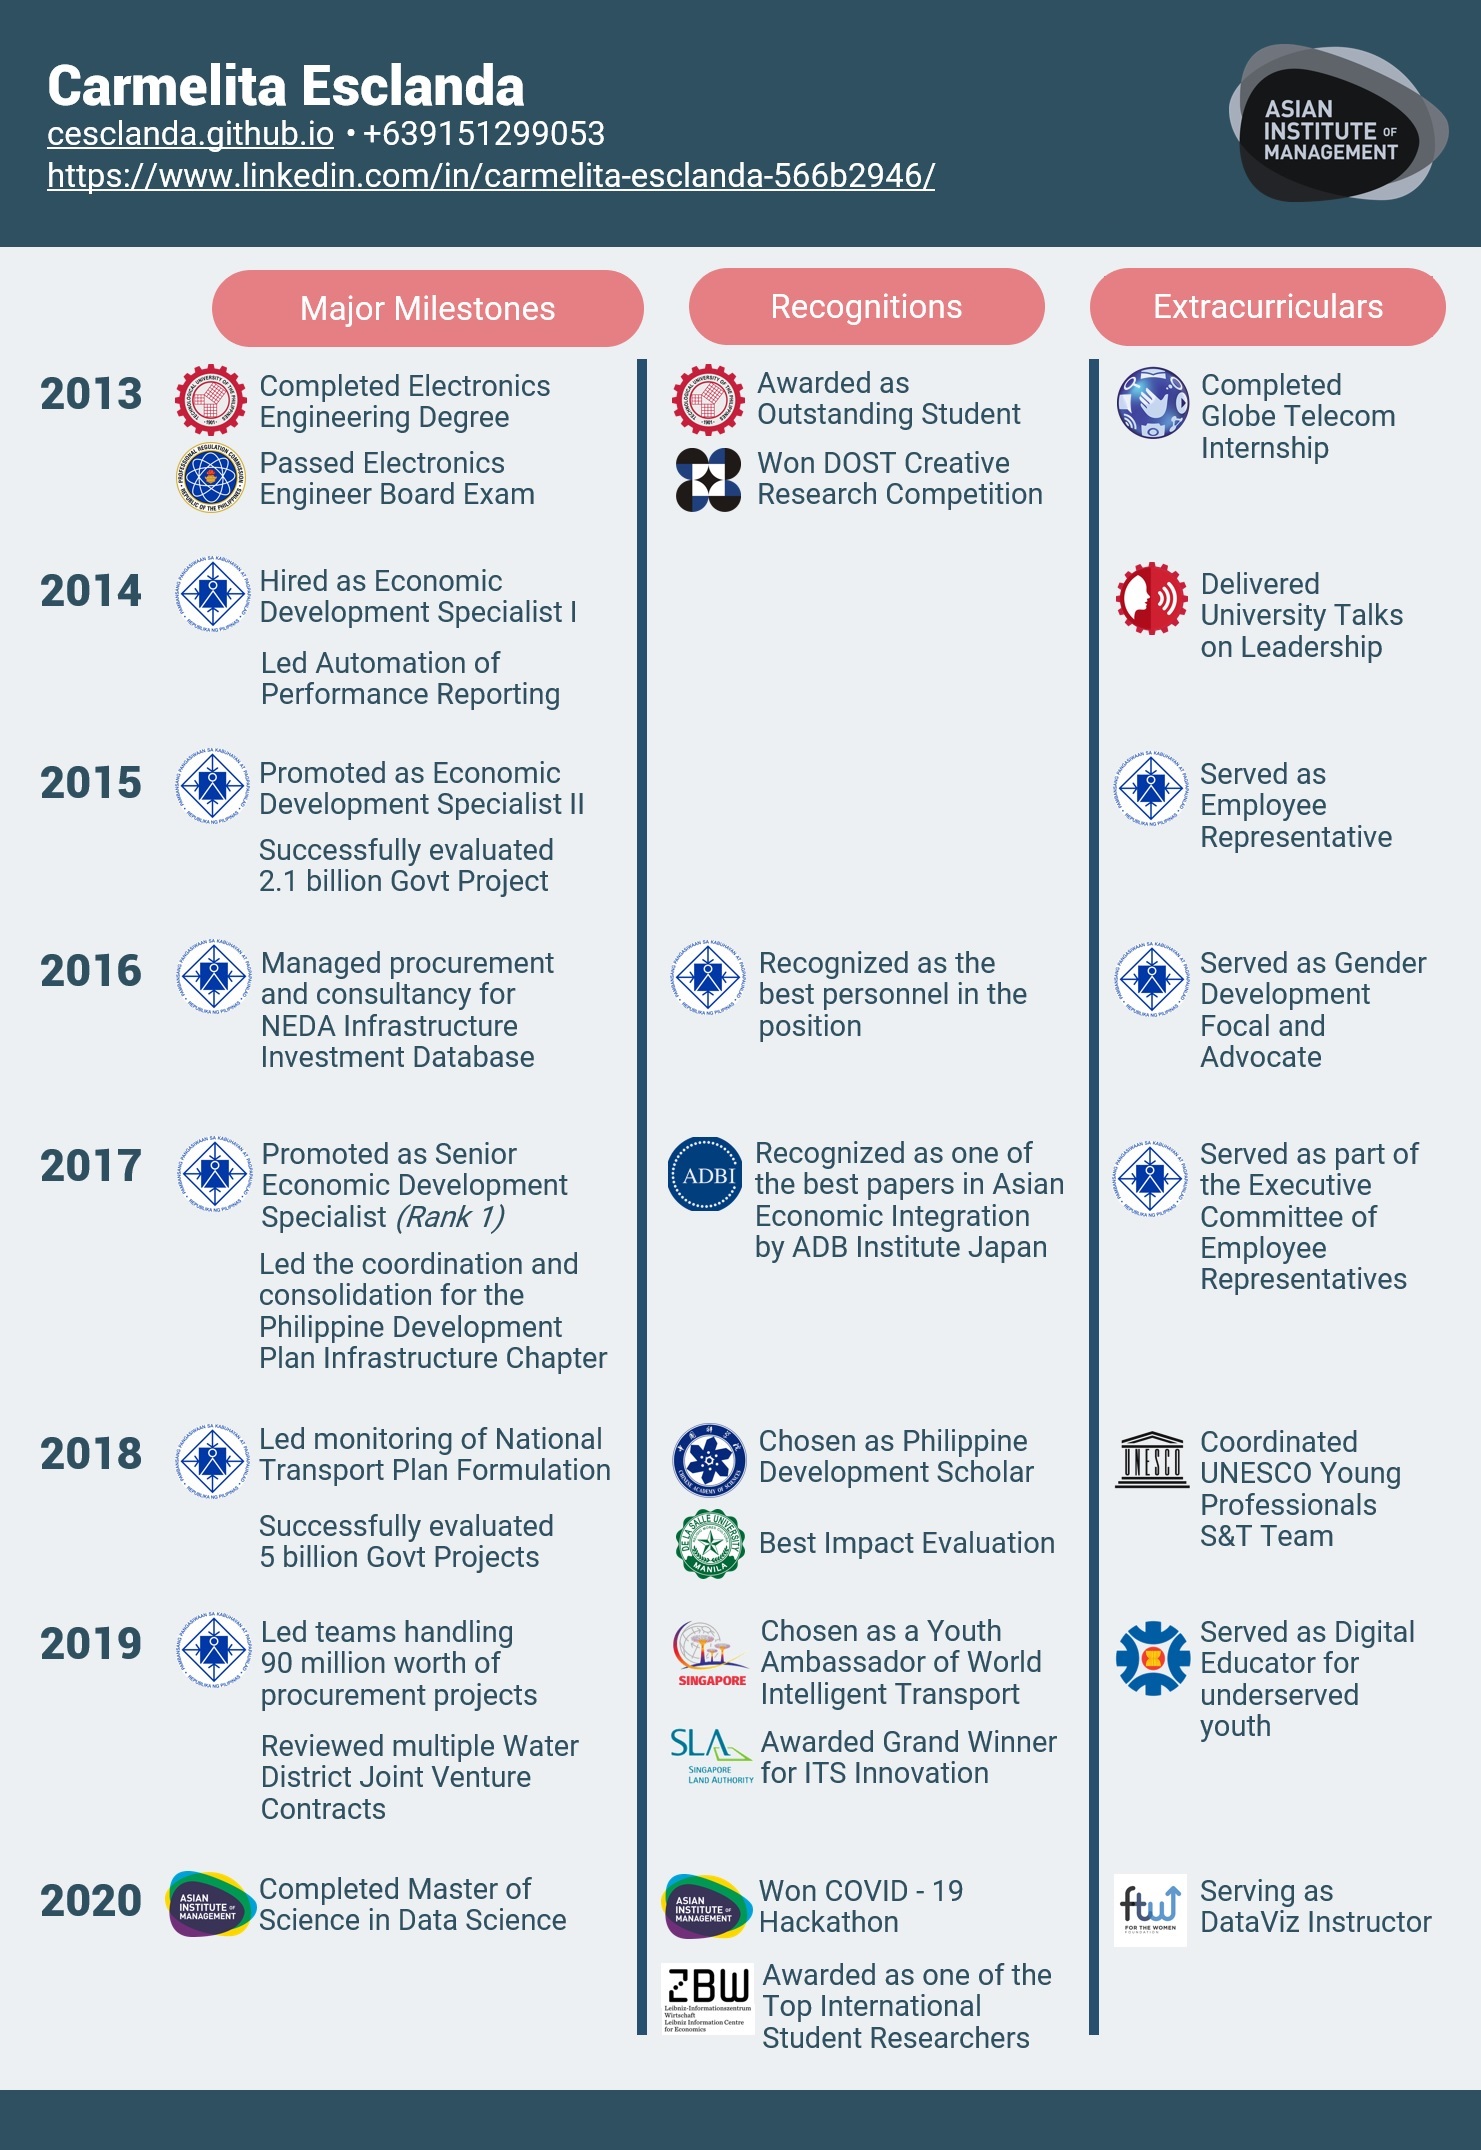 Carmelita Esclanda
cesclanda.github.io • +639151299053
https://www.linkedin.com/in/carmelita-esclanda-566b2946/
ASIAN
INSTITUTE OF
MANAGEMENT
Major Milestones
Recognitions
Extracurriculars
2013
Completed Electronics
Engineering Degree
Passed Electronics
Engineer Board Exam
Awarded as
Outstanding Student
Won DOST Creative
Research Competition
Completed
Globe Telecom
Internship
2014
Hired as Economic
Development Specialist I
Led Automation of
Performance Reporting
Delivered
University Talks
on Leadership
2015
Promoted as Economic
Development Specialist II
Successfully evaluated
2.1 billion Govt Project
Served as
Employee
Representative
2016
Managed procurement
and consultancy for
NEDA Infrastructure
Investment Database
Recognized as the
best personnel in the
position
Served as Gender
Development
Focal and
Advocate
2017
Promoted as Senior
Economic Development
Specialist (Rank 1)
Led the coordination and
consolidation for the
Philippine Development
Plan Infrastructure Chapter
ADBI
Recognized as one of
the best papers in Asian
Economic Integration
by ADB Institute Japan
Served as part of
the Executive
Committee of
Employee
Representatives
2018
Led monitoring of National
Transport Plan Formulation
Successfully evaluated
5 billion Govt Projects
CHINESE ACADEMY OF SCIENCES
Chosen as Philippine
Development Scholar
DE LA SALLE UNIVERSITY
MANILA
Best Impact Evaluation
UNESCO
Coordinated
UNESCO Young
Professionals
S&T Team
2019
Led teams handling
90 million worth of
procurement projects
Reviewed multiple Water
District Joint Venture
Contracts
SINGAPORE
Chosen as a Youth
Ambassador of World
Intelligent Transport
SLA
SINGAPORE
LAND AUTHORITY
Awarded Grand Winner
for ITS Innovation
Served as Digital
Educator for
underserved
youth
2020
ASIAN
INSTITUTE OF
MANAGEMENT
Completed Master of
Science in Data Science
ASIAN
INSTITUTE OF
MANAGEMENT
Won COVID - 19
Hackathon
ZBW
Leibniz-Informationszentrum
Wirtschaft
Leibniz Information Centre
for Economics
Awarded as one of the
Top International
Student Researchers
ftw
FOR THE WOMEN
FOUNDATION
Serving as
DataViz Instructor